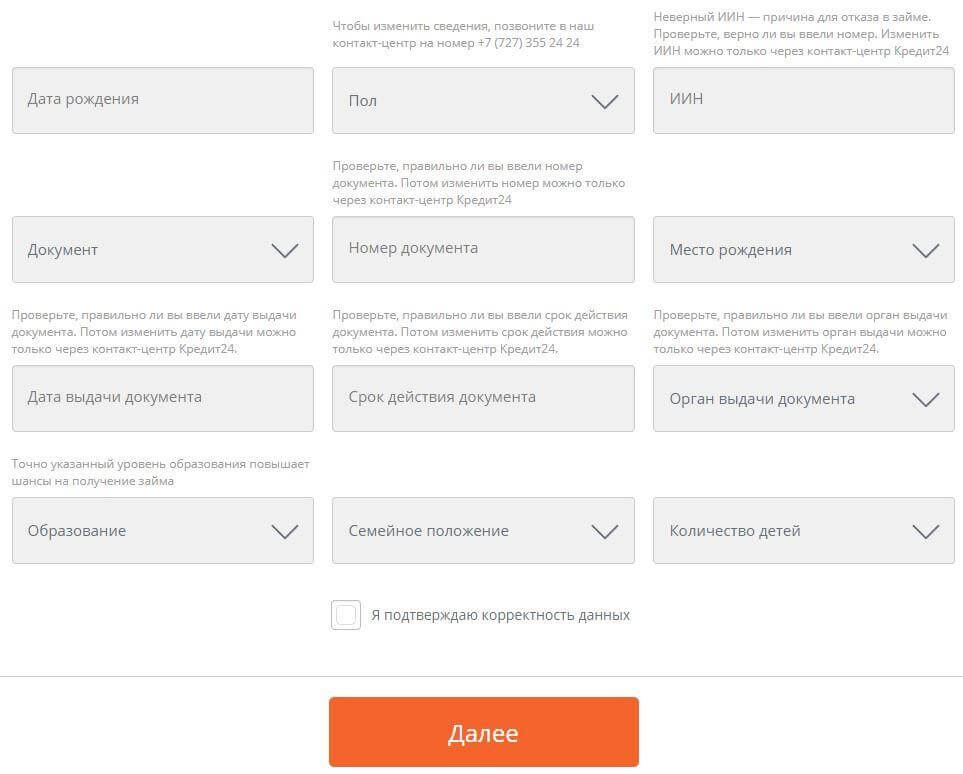 Чтобы изменить сведения, позвоните в наш
контакт-центр на номер +7 (727) 355 24 24
Неверный ИИН — причина для отказа в займе.
Проверьте, верно ли вы ввели номер. Изменить
ИИН можно только через контакт-центр Кредит24
Дата рождения
Пол
ИИН
Проверьте, правильно ли вы ввели номер
документа. Потом изменить номер можно только
через контакт-центр Кредит24
Документ
Номер документа
Место рождения
Проверьте, правильно ли вы ввели дату выдачи
документа. Потом изменить дату выдачи можно
только через контакт-центр Кредит24.
Проверьте, правильно ли вы ввели срок действия
документа. Потом изменить срок действия можно
только через контакт-центр Кредит24.
Проверьте, правильно ли вы ввели орган выдачи
документа. Потом изменить орган выдачи можно
только через контакт-центр Кредит24.
Дата выдачи документа
Срок действия документа
Орган выдачи документа
Точно указанный уровень образования повышает
шансы на получение займа
Образование
Семейное положение
Количество детей
Я подтверждаю корректность данных
Далее